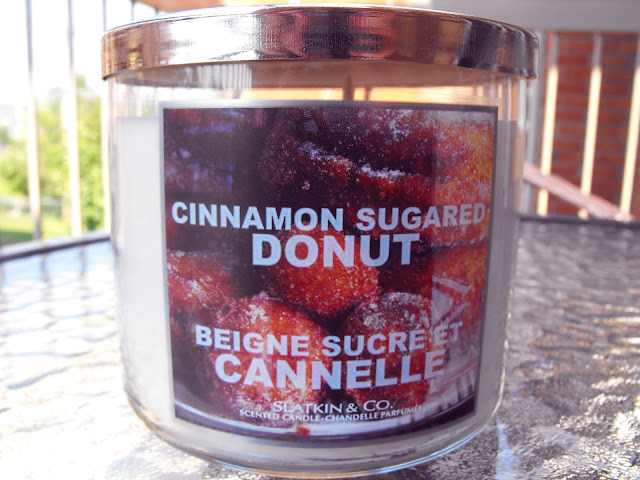 CINNAMON SUGARED
DONUT
BEIGNE SUCRE ET
CANNELLE
SLATKIN & CO.
SCENTED CANDLE • CHANDELLE PARFUMÉE